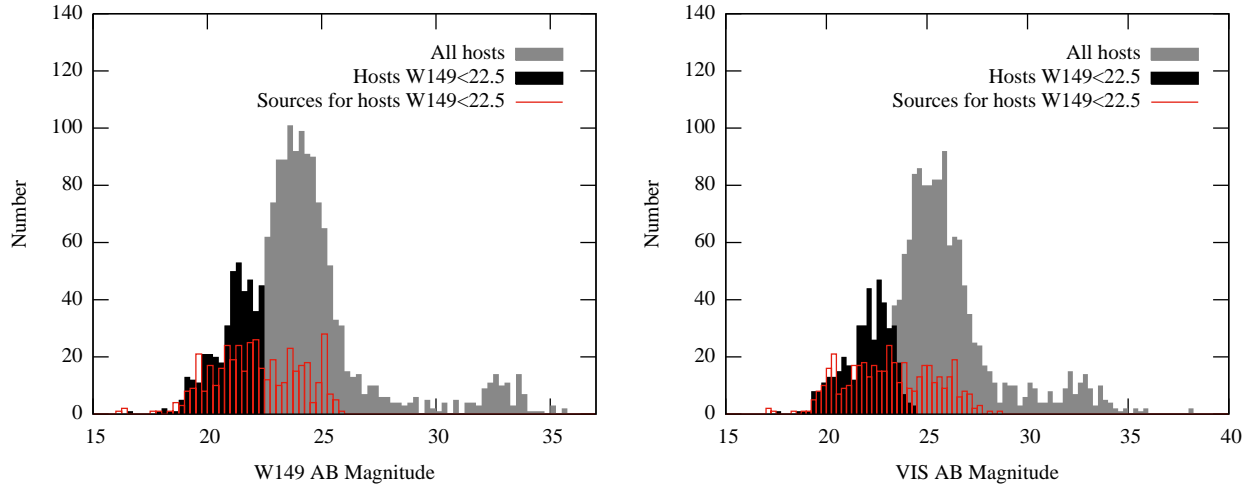 140
120
100
80
60
40
20
0
Number
All hosts
Hosts W149<22.5
Sources for hosts W149<22.5
15 20 25 30 35
W149 AB Magnitude
140
120
100
80
60
40
20
0
Number
All hosts
Hosts W149<22.5
Sources for hosts W149<22.5
15 20 25 30 35 40
VIS AB Magnitude